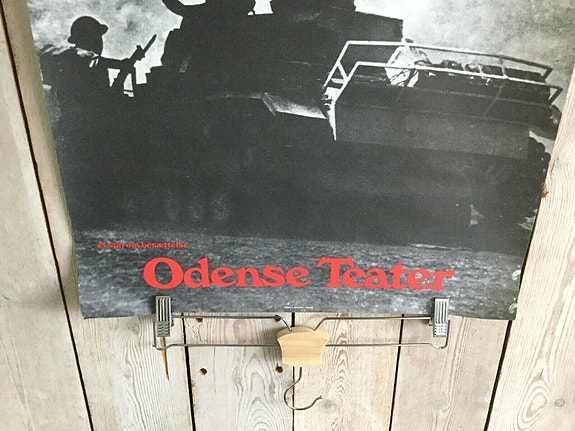 et spil om besættelse
Odense Teater